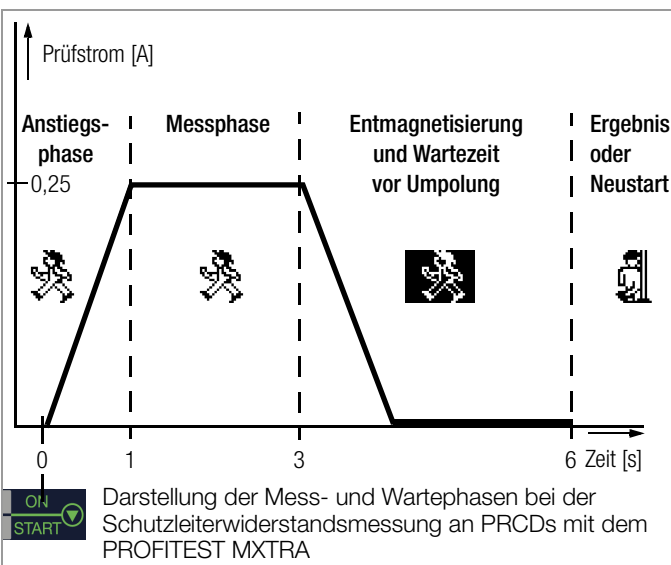 Prüfstrom [A]
Anstiegs-
phase
Messphase
Entmagnetisierung
und Wartezeit
vor Umpolung
Ergebnis
oder
Neustart
0,25
0
1
3
6
Zeit [s]
ON
START
Darstellung der Mess- und Wartephasen bei der
Schutzleiterwiderstandsmessung an PRCDs mit dem
PROFITEST MXTRA